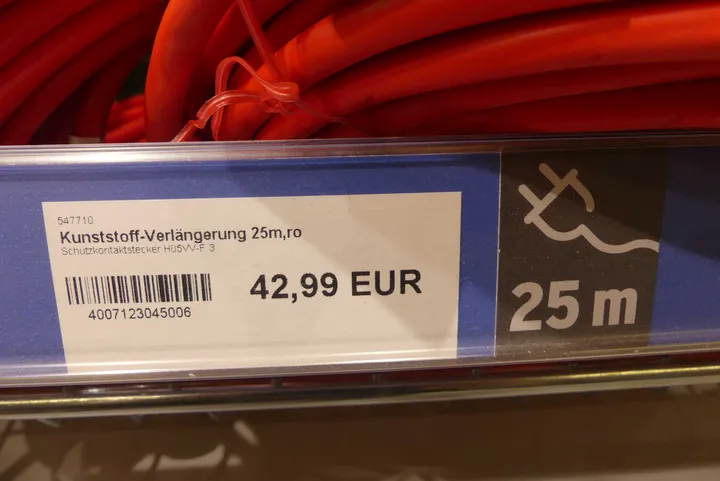 547710
Kunststoff-Verlängerung 25m,ro
Schutzkontaktstecker H05VV-F 3
42,99 EUR
4007123045006
25 m